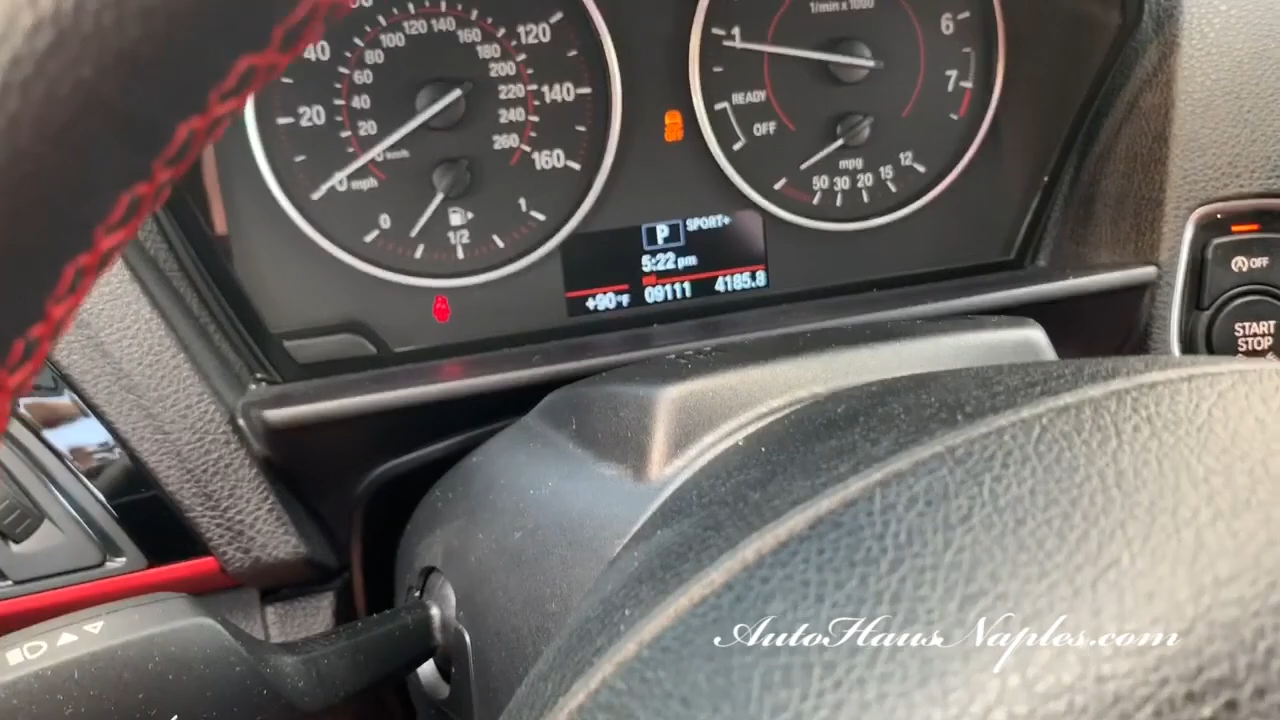 1/min x 1000
40
120 140
100
160
120
6
80
180
1
60
200
20
40
220
140
7
20
240
READY
OFF
260
km/h
160
0 mph
mpg
50 30 20 15 12
0
1
1/2
P SPORT+
5:22 pm
+90°F 09111 4185.8
OFF
START
STOP
AutoHausNaples.com